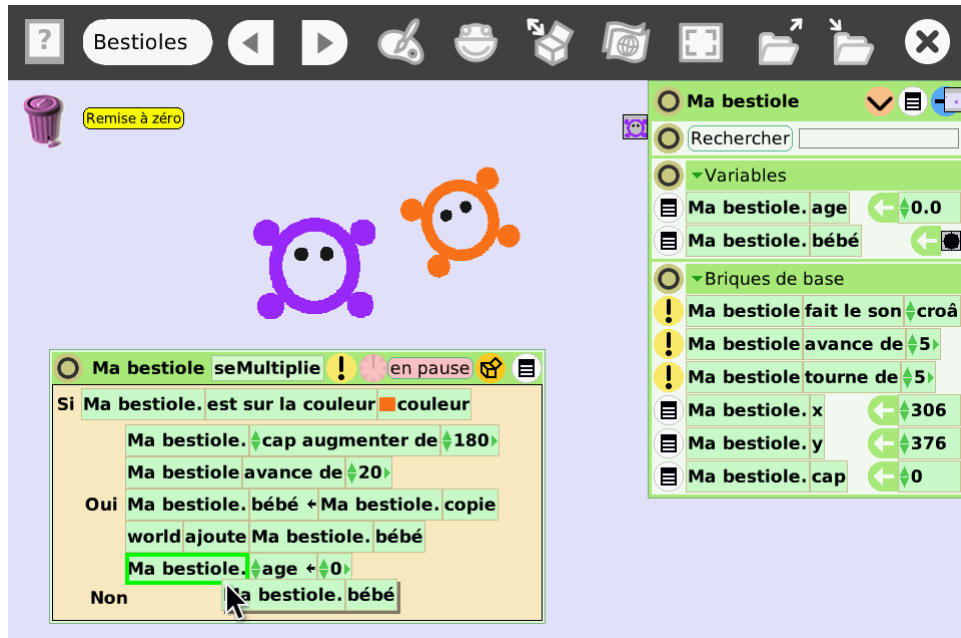 ?
Bestioles
Remise à zéro
Ma bestiole
Rechercher
Variables
Ma bestiole. age 0.0
Ma bestiole. bébé
Briques de base
! Ma bestiole fait le son croâ
! Ma bestiole avance de 5
! Ma bestiole tourne de 5
Ma bestiole. x 306
Ma bestiole. y 376
Ma bestiole. cap 0
Ma bestiole seMultiplie ! en pause
Si Ma bestiole. est sur la couleur couleur
Ma bestiole. cap augmenter de 180
Ma bestiole avance de 20
Oui Ma bestiole. bébé ← Ma bestiole. copie
world ajoute Ma bestiole. bébé
Ma bestiole. age ← 0
Non
Ma bestiole. bébé